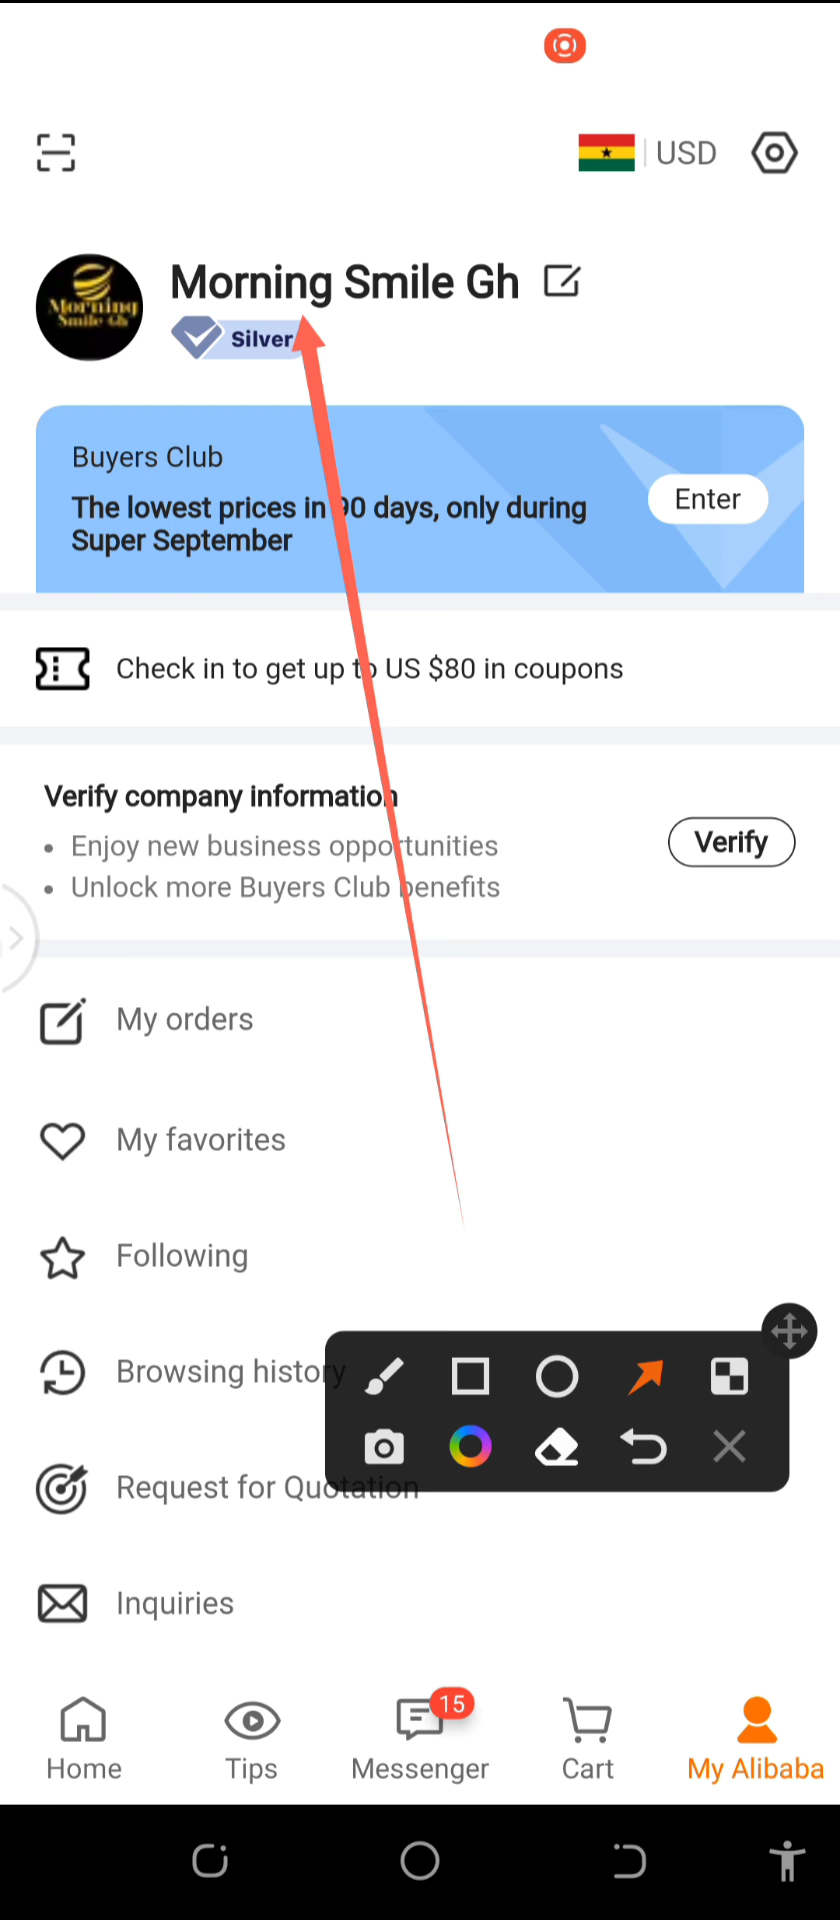 USD
Morning Smile Gh
Morning
Smile Gh
Silver
Buyers Club
The lowest prices in 90 days, only during
Super September
Enter
Check in to get up to US $80 in coupons
Verify company information
• Enjoy new business opportunities
• Unlock more Buyers Club benefits
Verify
My orders
My favorites
Following
Browsing history
Request for Quotation
Inquiries
15
Home
Tips
Messenger
Cart
My Alibaba